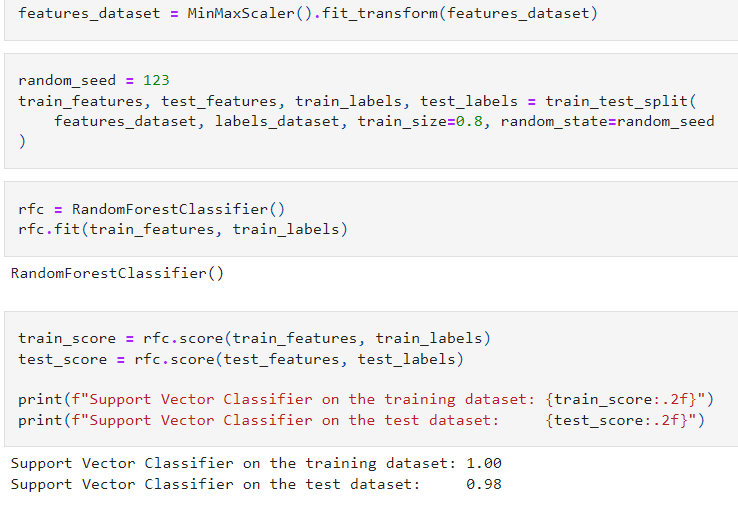 features_dataset = MinMaxScaler().fit_transform(features_dataset)
random_seed = 123
train_features, test_features, train_labels, test_labels = train_test_split(
    features_dataset, labels_dataset, train_size=0.8, random_state=random_seed
)
rfc = RandomForestClassifier()
rfc.fit(train_features, train_labels)
RandomForestClassifier()
train_score = rfc.score(train_features, train_labels)
test_score = rfc.score(test_features, test_labels)
print(f"Support Vector Classifier on the training dataset: {train_score:.2f}")
print(f"Support Vector Classifier on the test dataset:     {test_score:.2f}")
Support Vector Classifier on the training dataset: 1.00
Support Vector Classifier on the test dataset:     0.98